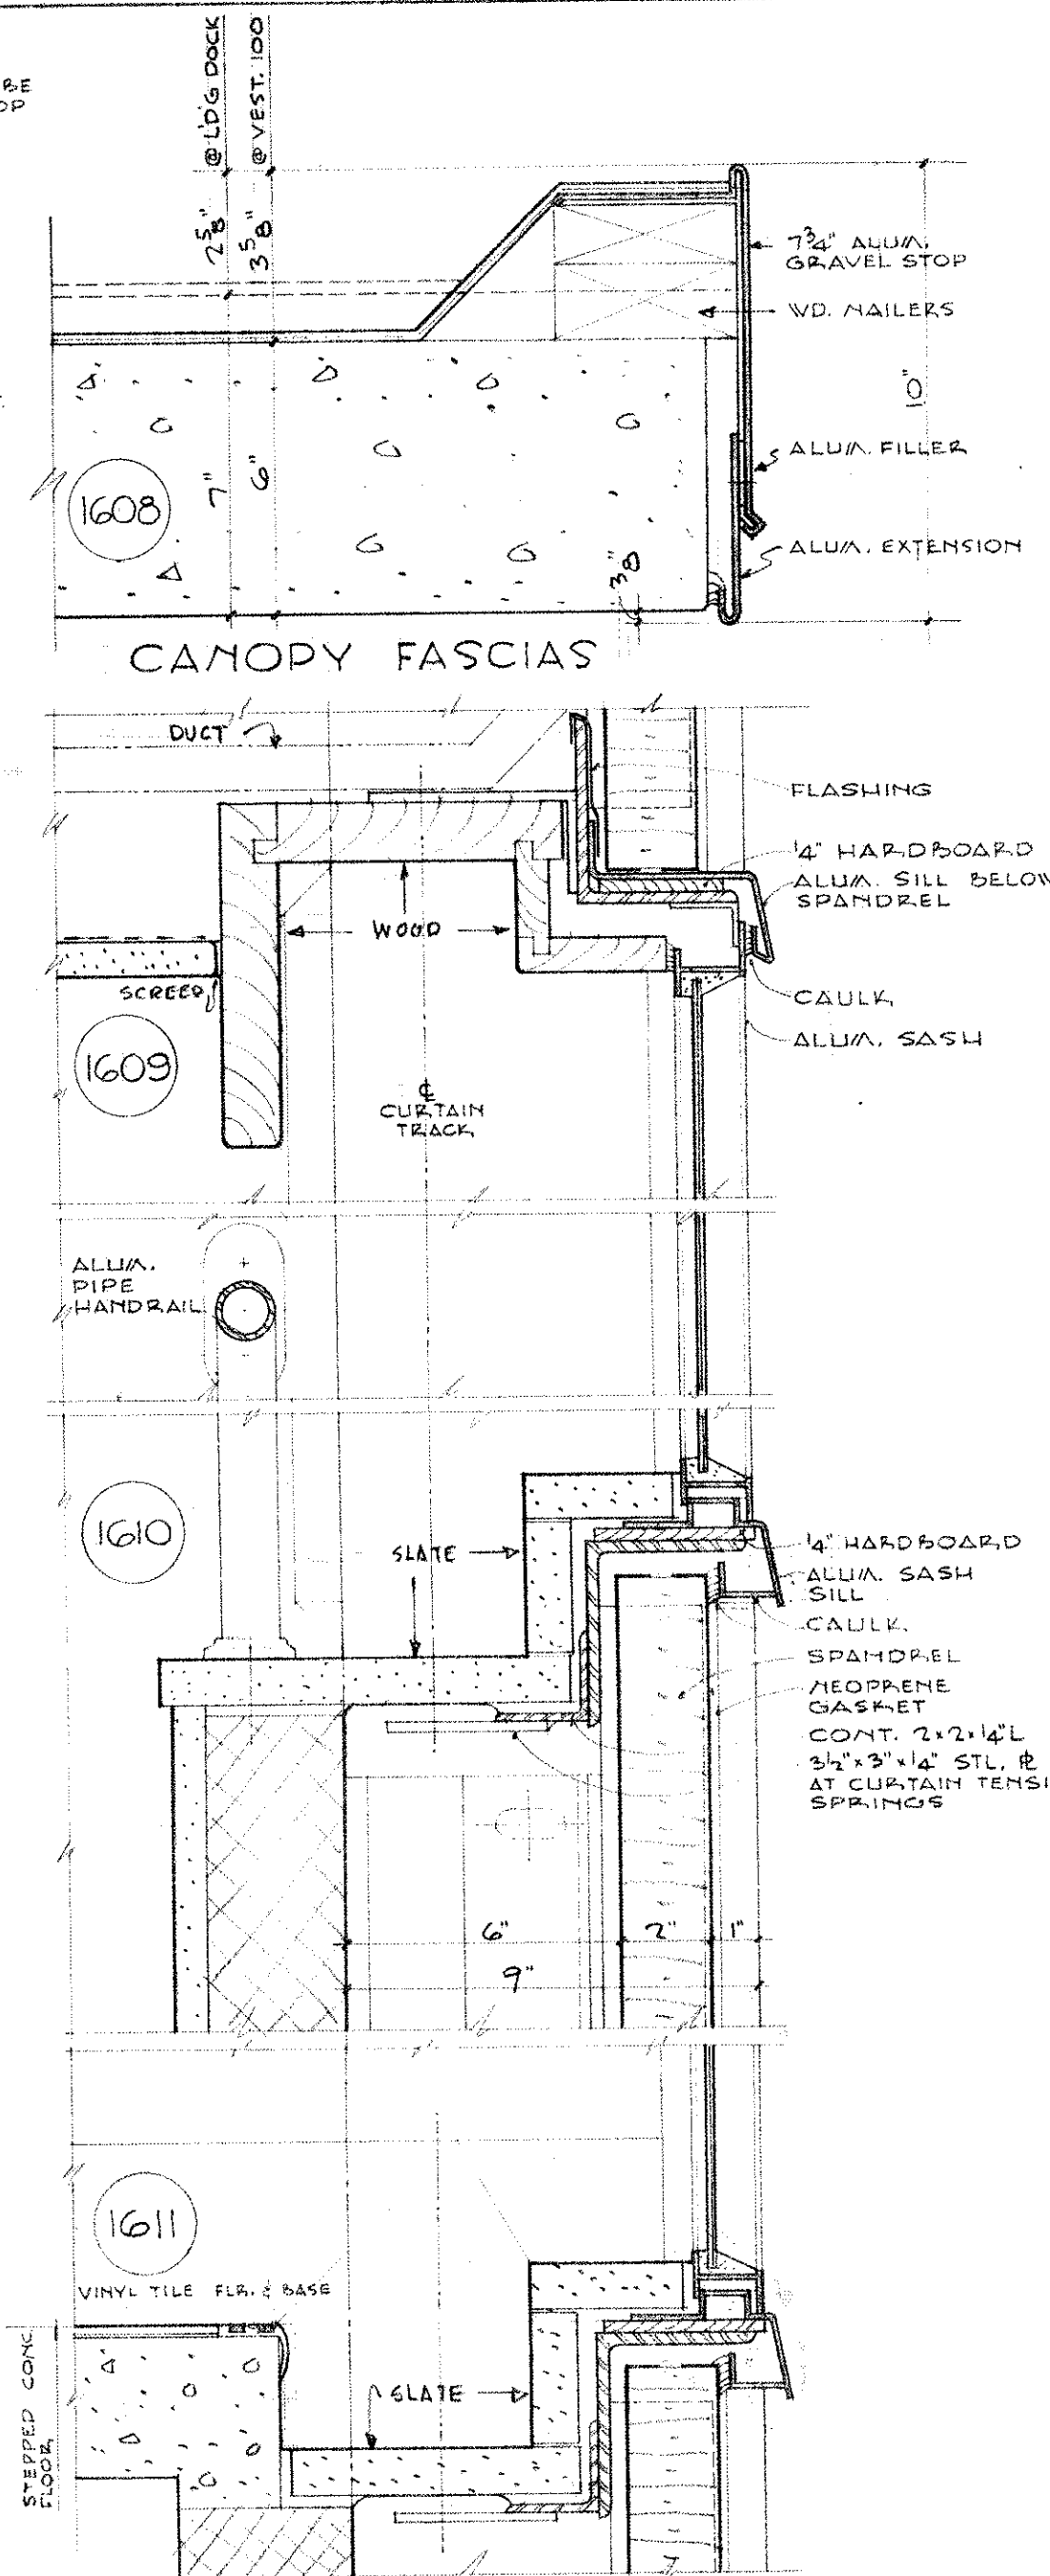 BE
OP
@ LD'G DOCK
@ VEST. 100
2 5/8"
3 5/8"
7 3/4" ALUM.
GRAVEL STOP
WD. NAILERS
10"
ALUM. FILLER
7"
6"
1608
3/8"
ALUM. EXTENSION
CANOPY FASCIAS
DUCT
FLASHING
1/4" HARDBOARD
ALUM. SILL BELOW
SPANDREL
WOOD
SCREED
CAULK
ALUM. SASH
1609
℄
CURTAIN
TRACK
ALUM.
PIPE
HANDRAIL
1610
SLATE
1/4" HARDBOARD
ALUM. SASH
SILL
CAULK
SPANDREL
NEOPRENE
GASKET
CONT. 2x2x1/4" L
3 1/2" x 3" x 1/4" STL. PL
AT CURTAIN TENSI
SPRINGS
6"
2"
1"
9"
1611
VINYL TILE FLR. & BASE
STEPPED CONC.
FLOOR
SLATE